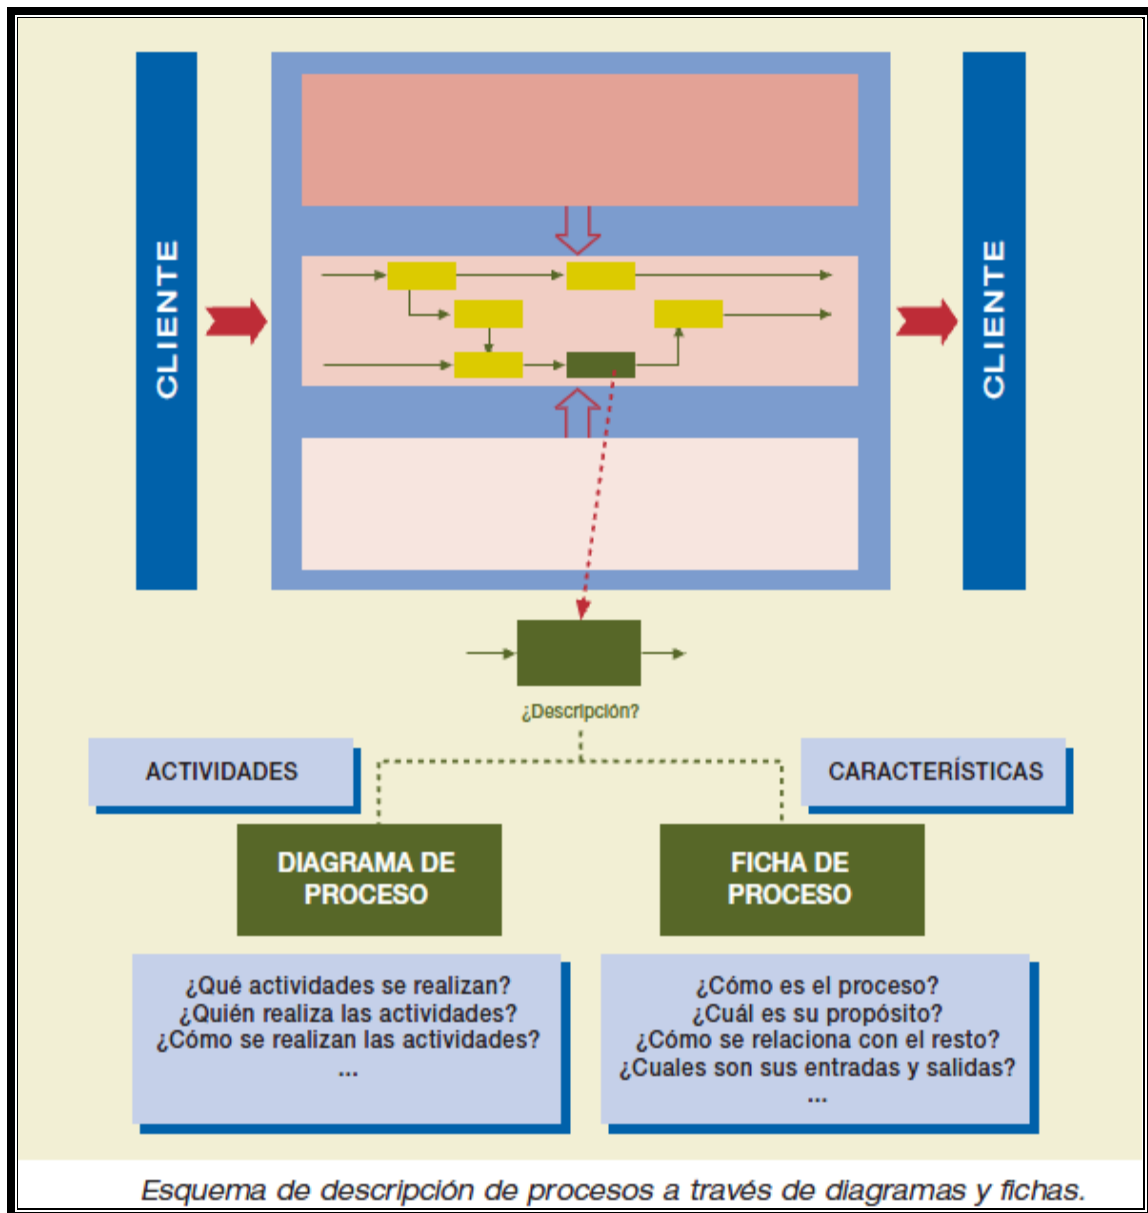 CLIENTE
CLIENTE
¿Descripción?
ACTIVIDADES
CARACTERÍSTICAS
DIAGRAMA DE
PROCESO
FICHA DE
PROCESO
¿Qué actividades se realizan?
¿Quién realiza las actividades?
¿Cómo se realizan las actividades?
...
¿Cómo es el proceso?
¿Cuál es su propósito?
¿Cómo se relaciona con el resto?
¿Cuales son sus entradas y salidas?
...
Esquema de descripción de procesos a través de diagramas y fichas.